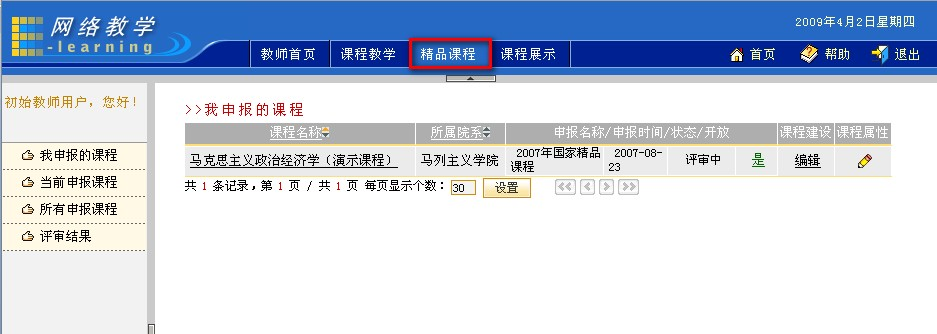 网络教学
-learning
2009年4月2日星期四
教师首页 课程教学 精品课程 课程展示 首页 帮助 退出
初始教师用户，您好！
我申报的课程
当前申报课程
所有申报课程
评审结果
>>我申报的课程
课程名称 所属院系 申报名称/申报时间/状态/开放 课程建设 课程属性
马克思主义政治经济学（演示课程） 马列主义学院 2007年国家精品课程 2007-08-23 评审中 是 编辑
共 1 条记录，第 1 页 / 共 1 页 每页显示个数： 30 设置